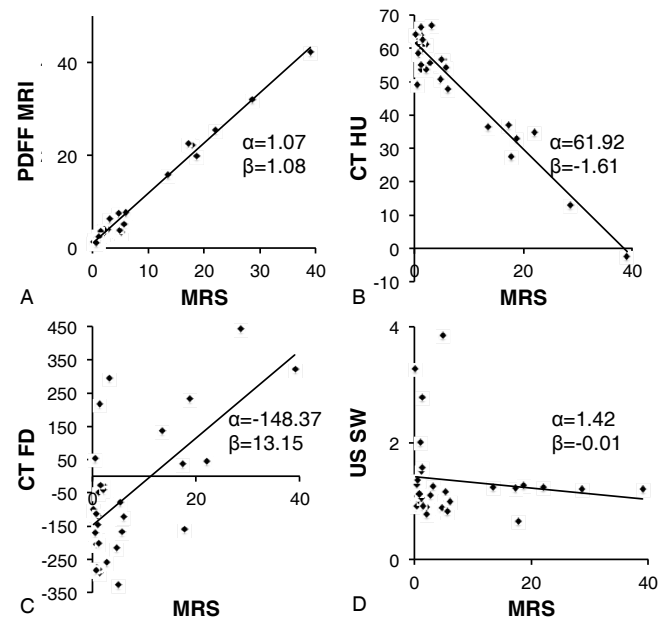 PDFF MRI
40
20
0
0 10 20 30 40
α=1.07
β=1.08
A
MRS
CT HU
70
60
50
40
30
20
10
0
-10
0 20 40
α=61.92
β=-1.61
B
MRS
CT FD
450
350
250
150
50
-50
-150
-250
-350
0 20 40
α=-148.37
β=13.15
C
MRS
US SW
4
2
0
0 20 40
α=1.42
β=-0.01
D
MRS